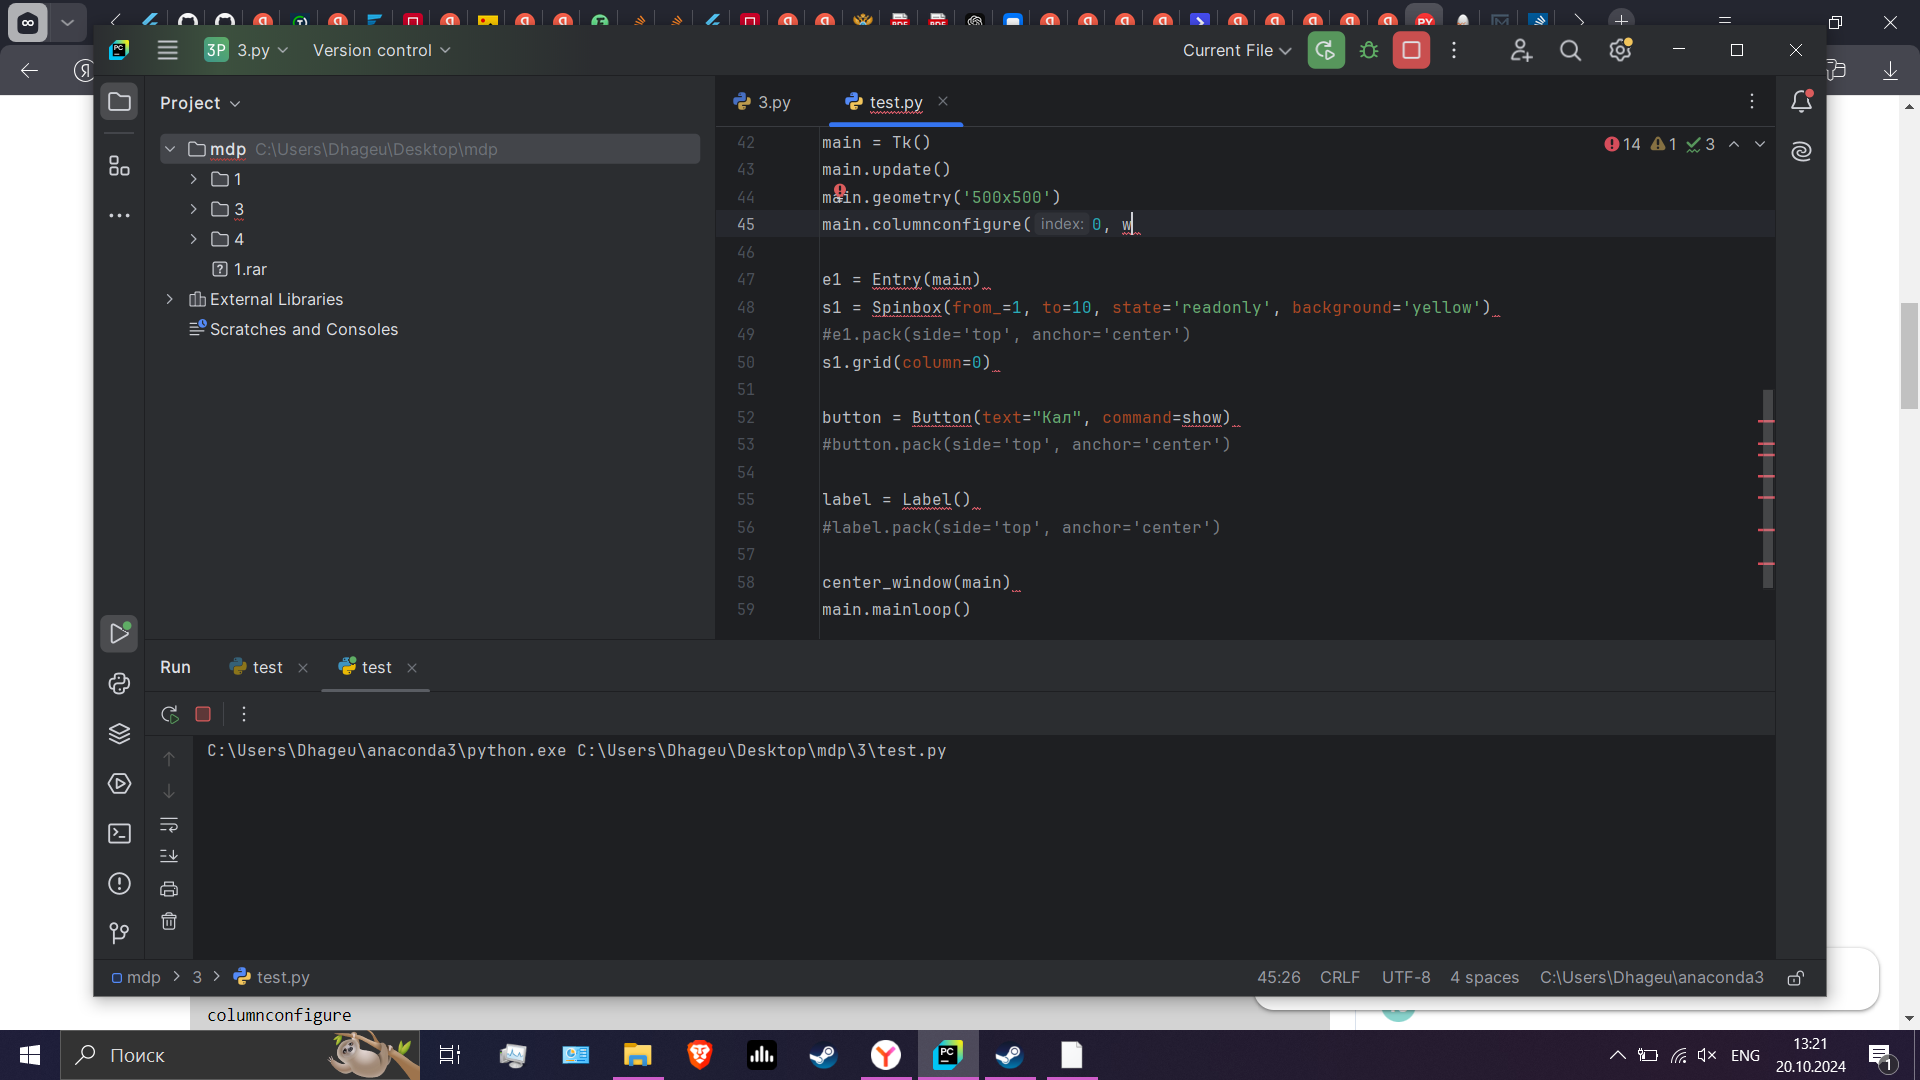 3P 3.py Version control Current File
Project
mdp C:\Users\Dhageu\Desktop\mdp
1
3
4
1.rar
External Libraries
Scratches and Consoles
3.py test.py
14 1 3
42 main = Tk()
43 main.update()
44 main.geometry('500x500')
45 main.columnconfigure( index: 0, w
46
47 e1 = Entry(main)
48 s1 = Spinbox(from_=1, to=10, state='readonly', background='yellow')
49 #e1.pack(side='top', anchor='center')
50 s1.grid(column=0)
51
52 button = Button(text="Кал", command=show)
53 #button.pack(side='top', anchor='center')
54
55 label = Label()
56 #label.pack(side='top', anchor='center')
57
58 center_window(main)
59 main.mainloop()
Run test test
C:\Users\Dhageu\anaconda3\python.exe C:\Users\Dhageu\Desktop\mdp\3\test.py
mdp 3 test.py 45:26 CRLF UTF-8 4 spaces C:\Users\Dhageu\anaconda3
columnconfigure
Поиск
ENG
13:21
20.10.2024
1